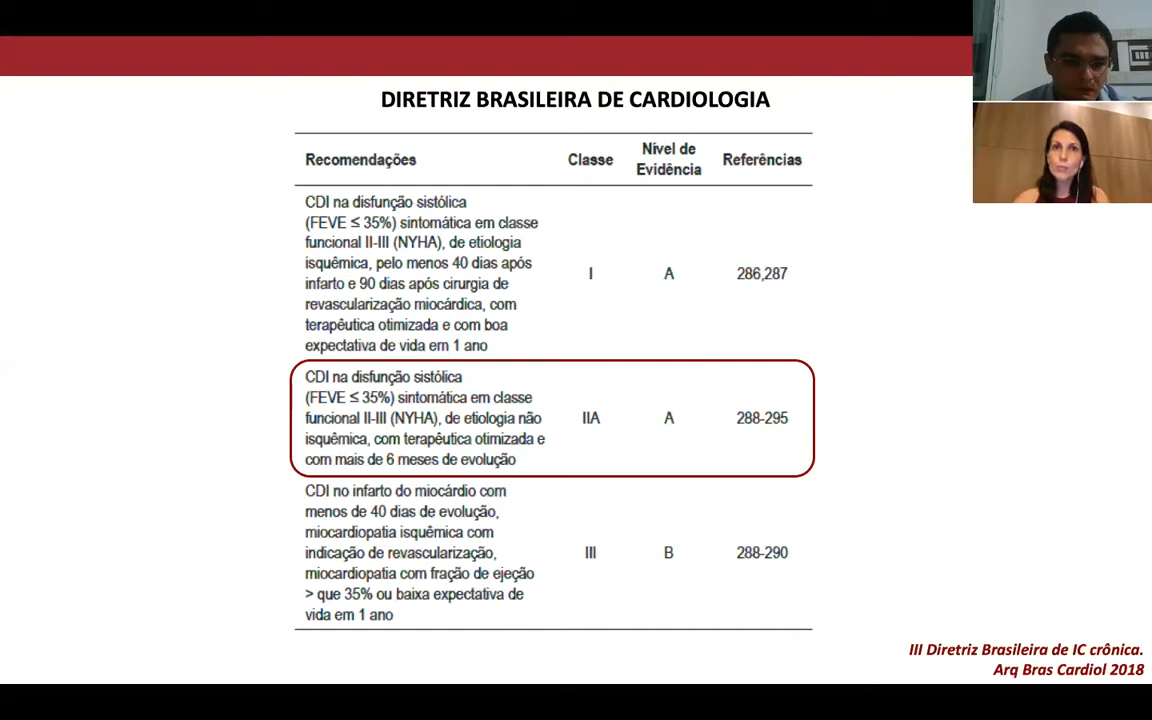 DIRETRIZ BRASILEIRA DE CARDIOLOGIA
Recomendações Classe Nível de Evidência Referências
CDI na disfunção sistólica
(FEVE ≤ 35%) sintomática em classe
funcional II-III (NYHA), de etiologia
isquêmica, pelo menos 40 dias após
infarto e 90 dias após cirurgia de
revascularização miocárdica, com
terapêutica otimizada e com boa
expectativa de vida em 1 ano
I A 286,287
CDI na disfunção sistólica
(FEVE ≤ 35%) sintomática em classe
funcional II-III (NYHA), de etiologia não
isquêmica, com terapêutica otimizada e
com mais de 6 meses de evolução
IIA A 288-295
CDI no infarto do miocárdio com
menos de 40 dias de evolução,
miocardiopatia isquêmica com
indicação de revascularização,
miocardiopatia com fração de ejeção
> que 35% ou baixa expectativa de
vida em 1 ano
III B 288-290
III Diretriz Brasileira de IC crônica.
Arq Bras Cardiol 2018